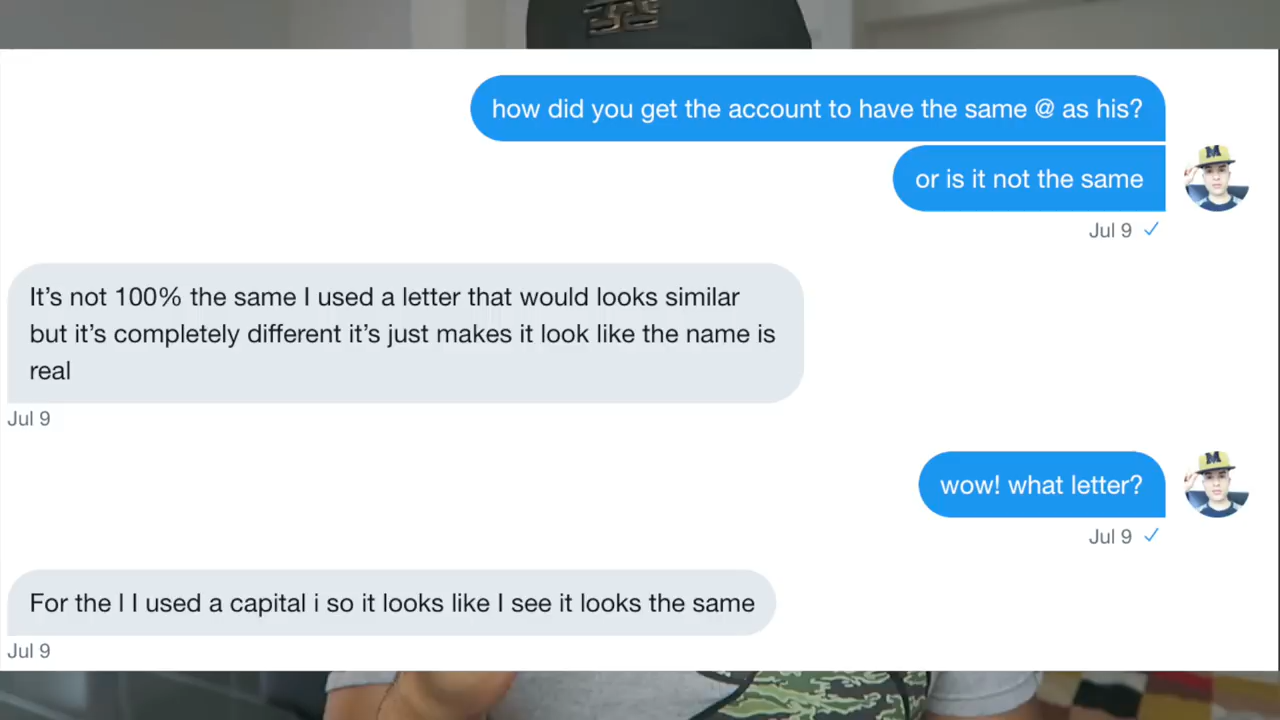 how did you get the account to have the same @ as his?
or is it not the same
Jul 9
It's not 100% the same I used a letter that would looks similar
but it's completely different it's just makes it look like the name is
real
Jul 9
wow! what letter?
Jul 9
For the l I used a capital i so it looks like l see it looks the same
Jul 9